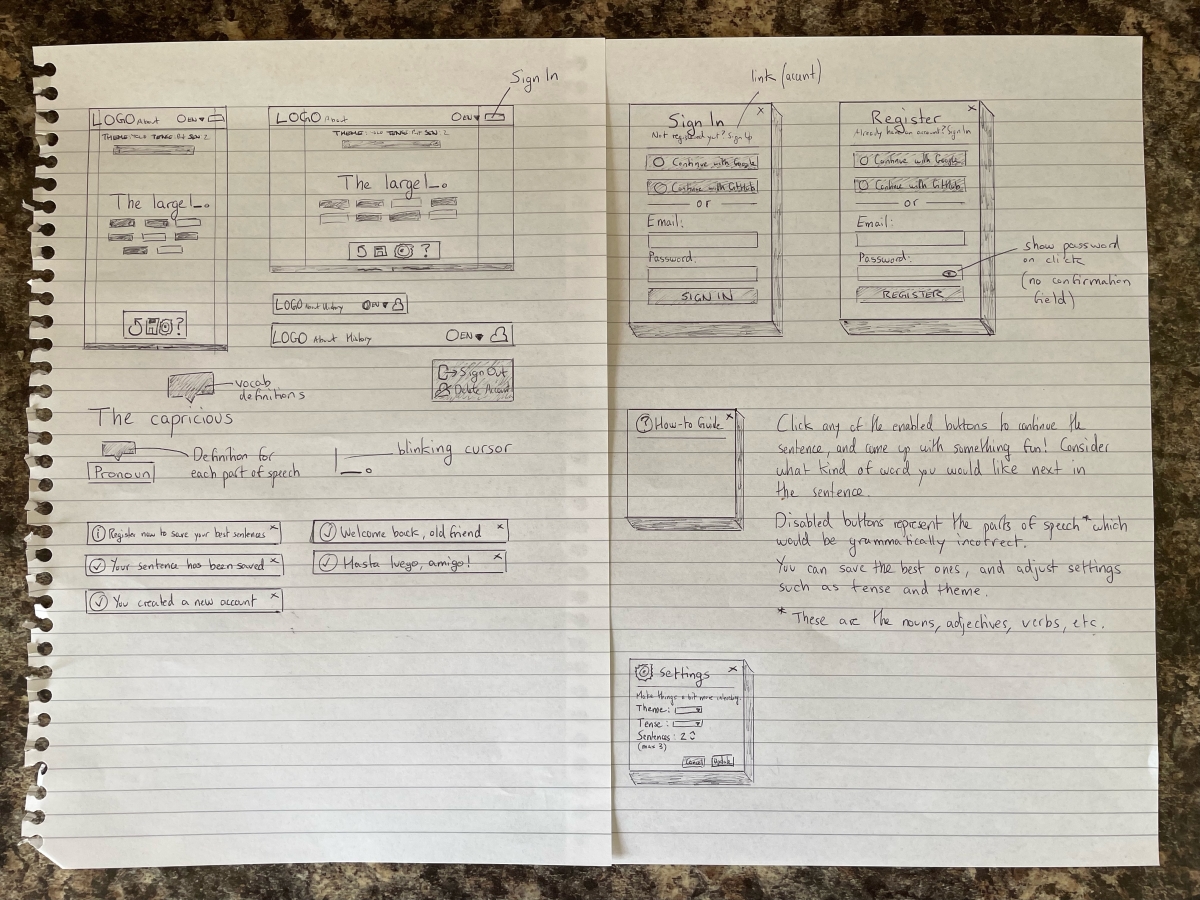 Sign In
LOGO About EN
THEME: TENSE: SEN: 2
The large _.
?
LOGO About EN
THEME: TENSE: SEN: 2
The large _.
?
LOGO About History EN
LOGO About History EN
Sign Out
Delete Account
vocab
definitions
The capricious
Definition for
each part of speech
Pronoun
blinking cursor
|_.
i Register now to save your best sentences x
Your sentence has been saved x
You created a new account x
Welcome back, old friend x
Hasta luego, amigo! x
link (accent)
Sign In x
Not registered yet? Sign Up
Continue with Google
Continue with GitHub
or
Email:
Password:
SIGN IN
Register x
Already have an account? Sign In
Continue with Google
Continue with GitHub
or
Email:
Password:
REGISTER
show password
on click
(no confirmation
field)
? How-to Guide x
Click any of the enabled buttons to continue the
sentence, and come up with something fun! Consider
what kind of word you would like next in
the sentence.
Disabled buttons represent the parts of speech* which
would be grammatically incorrect.
You can save the best ones, and adjust settings
such as tense and theme.
* These are the nouns, adjectives, verbs, etc.
Settings x
Make things a bit more interesting.
Theme:
Tense:
Sentences: 2
(max 3)
Cancel Update